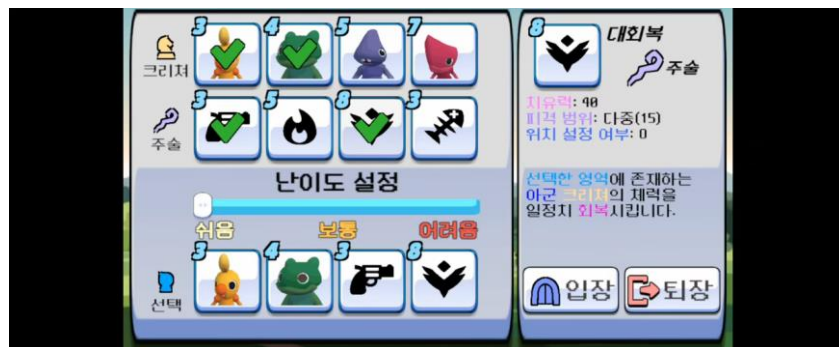 3 4 5 7
크리쳐
3 5 8 3
주술
난이도 설정
쉬움 보통 어려움
3 4 3 8
선택
8 대회복
주술
치유력: 40
피격 범위: 다중(15)
위치 설정 여부: O
선택한 영역에 존재하는
아군 크리쳐의 체력을
일정치 회복시킵니다.
입장 퇴장